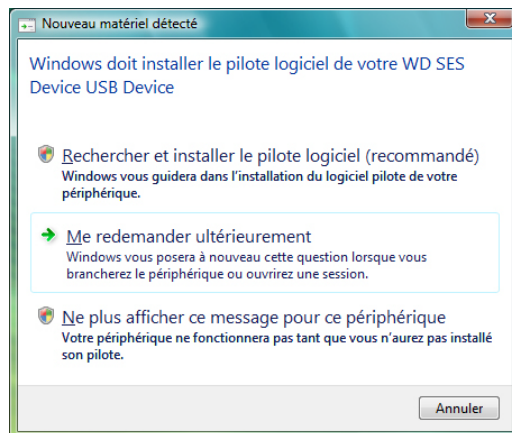 Nouveau matériel détecté
Windows doit installer le pilote logiciel de votre WD SES
Device USB Device
Rechercher et installer le pilote logiciel (recommandé)
Windows vous guidera dans l'installation du logiciel pilote de votre
périphérique.
Me redemander ultérieurement
Windows vous posera à nouveau cette question lorsque vous
brancherez le périphérique ou ouvrirez une session.
Ne plus afficher ce message pour ce périphérique
Votre périphérique ne fonctionnera pas tant que vous n'aurez pas installé
son pilote.
Annuler